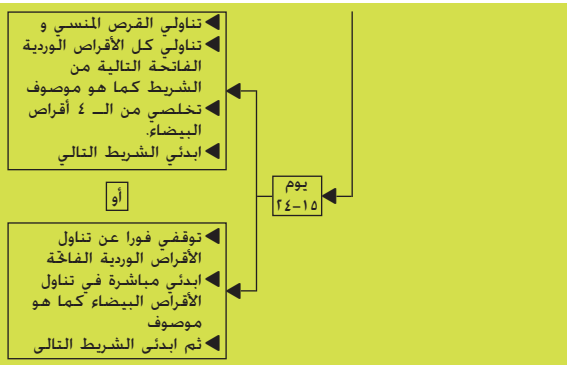 تناولي القرص المنسي و
تناولي كل الأقراص الوردية
الفاتحة التالية من
الشريط كما هو موصوف
تخلصي من الـ ٤ أقراص
البيضاء.
ابدئي الشريط التالي
أو
يوم
١٥-٢٤
توقفي فورا عن تناول
الأقراص الوردية الفاتحة
ابدئي مباشرة في تناول
الأقراص البيضاء كما هو
موصوف
ثم ابدئي الشريط التالي